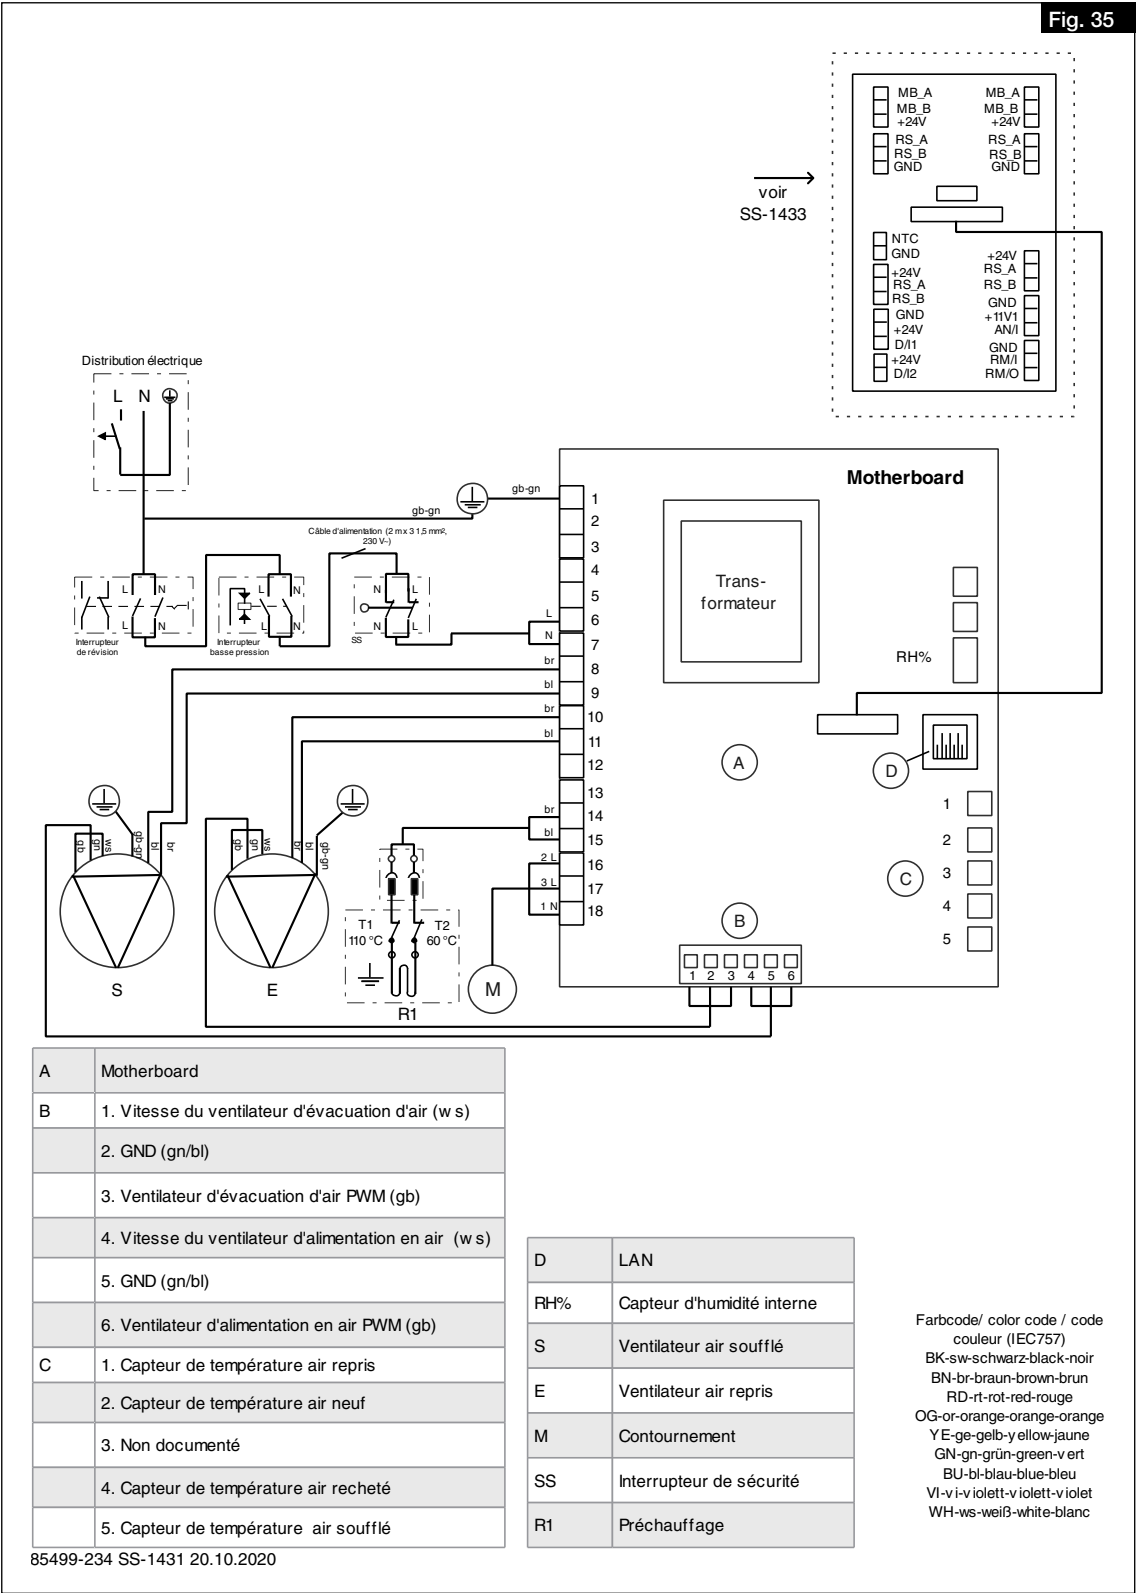 Fig. 35
MB_A
MB_B
+24V
RS_A
RS_B
GND
MB_A
MB_B
+24V
RS_A
RS_B
GND
voir
SS-1433
NTC
GND
+24V
RS_A
RS_B
GND
+24V
D/I1
+24V
D/I2
+24V
RS_A
RS_B
GND
+11V1
AN/I
GND
RM/I
RM/O
Distribution électrique
L N
Motherboard
gb-gn
gb-gn
Câble d'alimentation (2 m x 3 1,5 mm²,
230 V~)
Trans-
formateur
RH%
L N
L N
Interrupteur
de révision
L N
L N
Interrupteur
basse pression
N L
N L
SS
L
N
br
bl
br
bl
br
bl
2 L
3 L
1 N
1
2
3
4
5
6
7
8
9
10
11
12
13
14
15
16
17
18
A
D
C
B
1
2
3
4
5
1 2 3 4 5 6
gb gn ws gb-gn bl br
gb gn ws br bl gb-gn
S
E
T1
110 °C
T2
60 °C
R1
M
A Motherboard
B 1. Vitesse du ventilateur d'évacuation d'air (w s)
2. GND (gn/bl)
3. Ventilateur d'évacuation d'air PWM (gb)
4. Vitesse du ventilateur d'alimentation en air (w s)
5. GND (gn/bl)
6. Ventilateur d'alimentation en air PWM (gb)
C 1. Capteur de température air repris
2. Capteur de température air neuf
3. Non documenté
4. Capteur de température air recheté
5. Capteur de température air soufflé
D LAN
RH% Capteur d'humidité interne
S Ventilateur air soufflé
E Ventilateur air repris
M Contournement
SS Interrupteur de sécurité
R1 Préchauffage
Farbcode/ color code / code
couleur (IEC757)
BK-sw-schwarz-black-noir
BN-br-braun-brown-brun
RD-rt-rot-red-rouge
OG-or-orange-orange-orange
YE-ge-gelb-yellow-jaune
GN-gn-grün-green-vert
BU-bl-blau-blue-bleu
VI-vi-violett-violett-violet
WH-ws-weiß-white-blanc
85499-234 SS-1431 20.10.2020